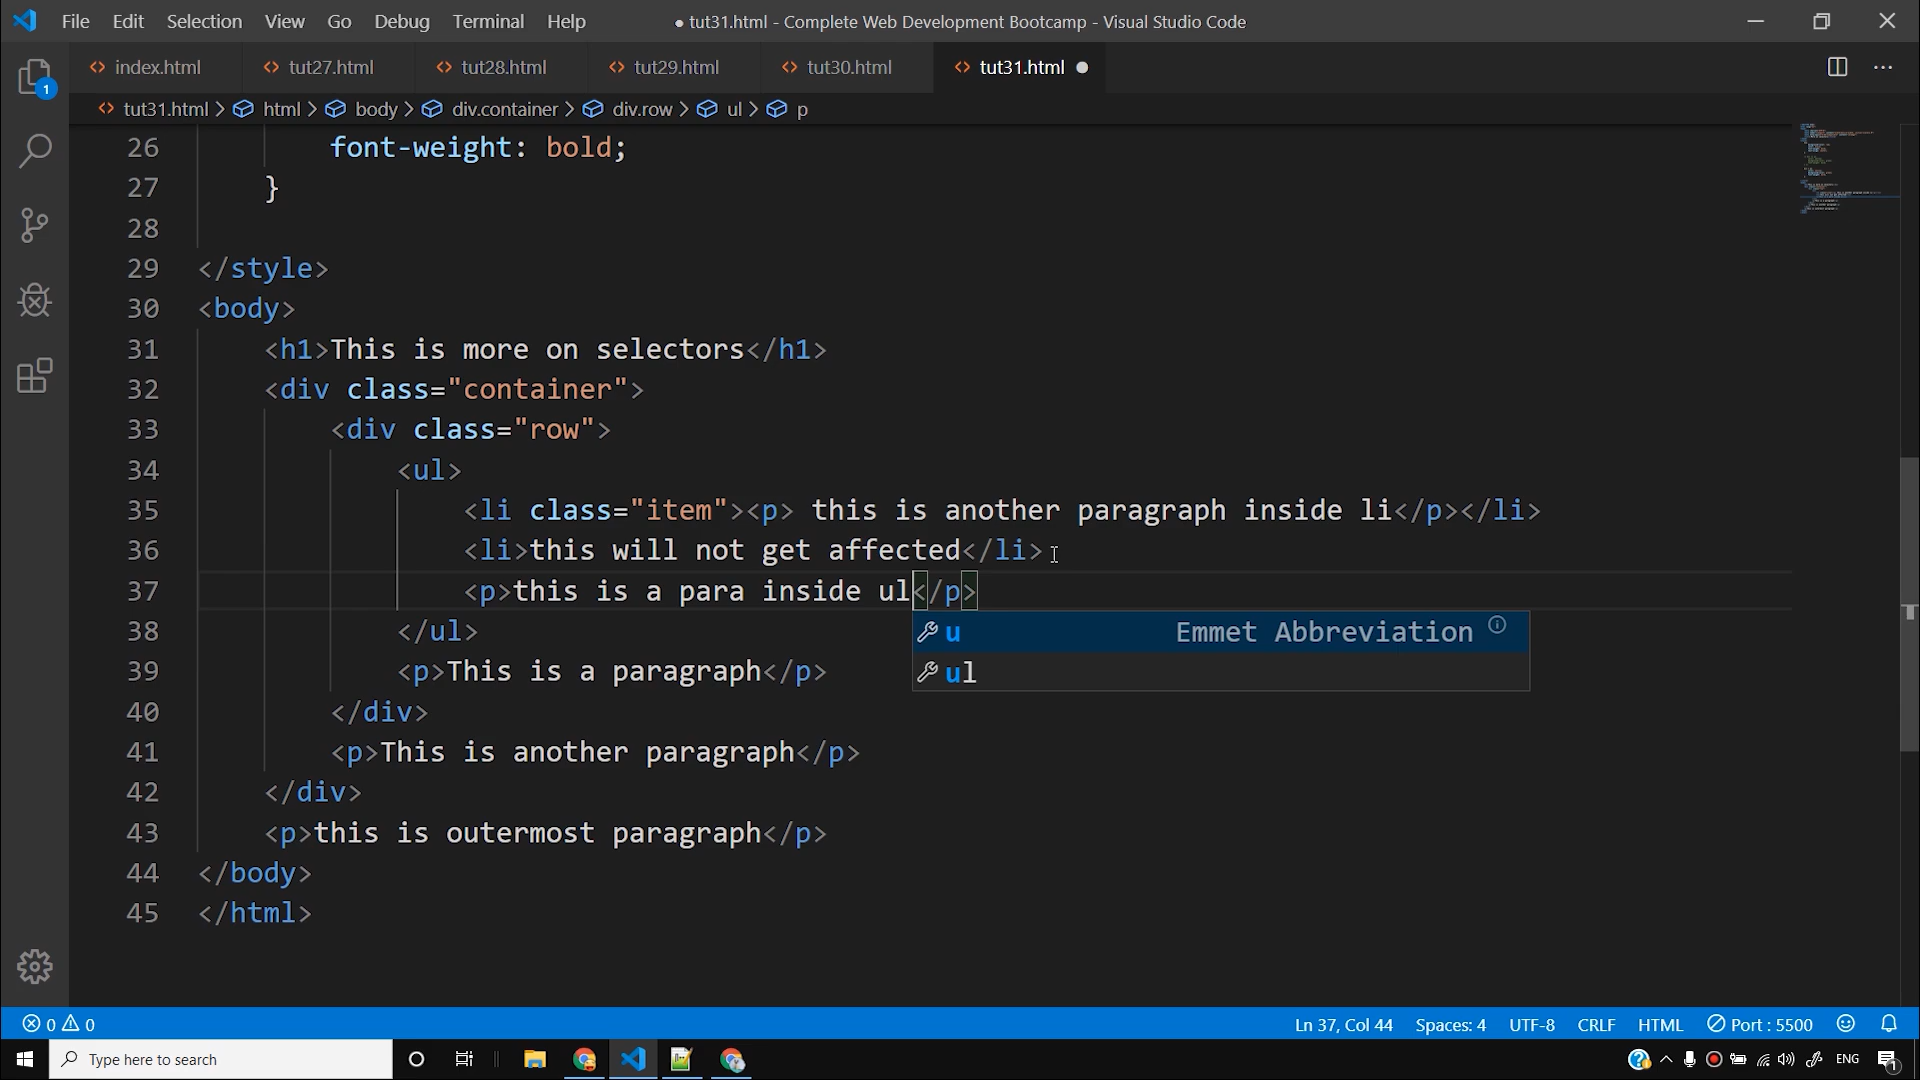 File Edit Selection View Go Debug Terminal Help ● tut31.html - Complete Web Development Bootcamp - Visual Studio Code
index.html tut27.html tut28.html tut29.html tut30.html tut31.html
1
tut31.html > html > body > div.container > div.row > ul > p
26 font-weight: bold;
27 }
28
29 </style>
30 <body>
31 <h1>This is more on selectors</h1>
32 <div class="container">
33 <div class="row">
34 <ul>
35 <li class="item"><p> this is another paragraph inside li</p></li>
36 <li>this will not get affected</li>
37 <p>this is a para inside ul</p>
38 </ul>
u Emmet Abbreviation
ul
39 <p>This is a paragraph</p>
40 </div>
41 <p>This is another paragraph</p>
42 </div>
43 <p>this is outermost paragraph</p>
44 </body>
45 </html>
0 0 Ln 37, Col 44 Spaces: 4 UTF-8 CRLF HTML Port : 5500
Type here to search ENG 1